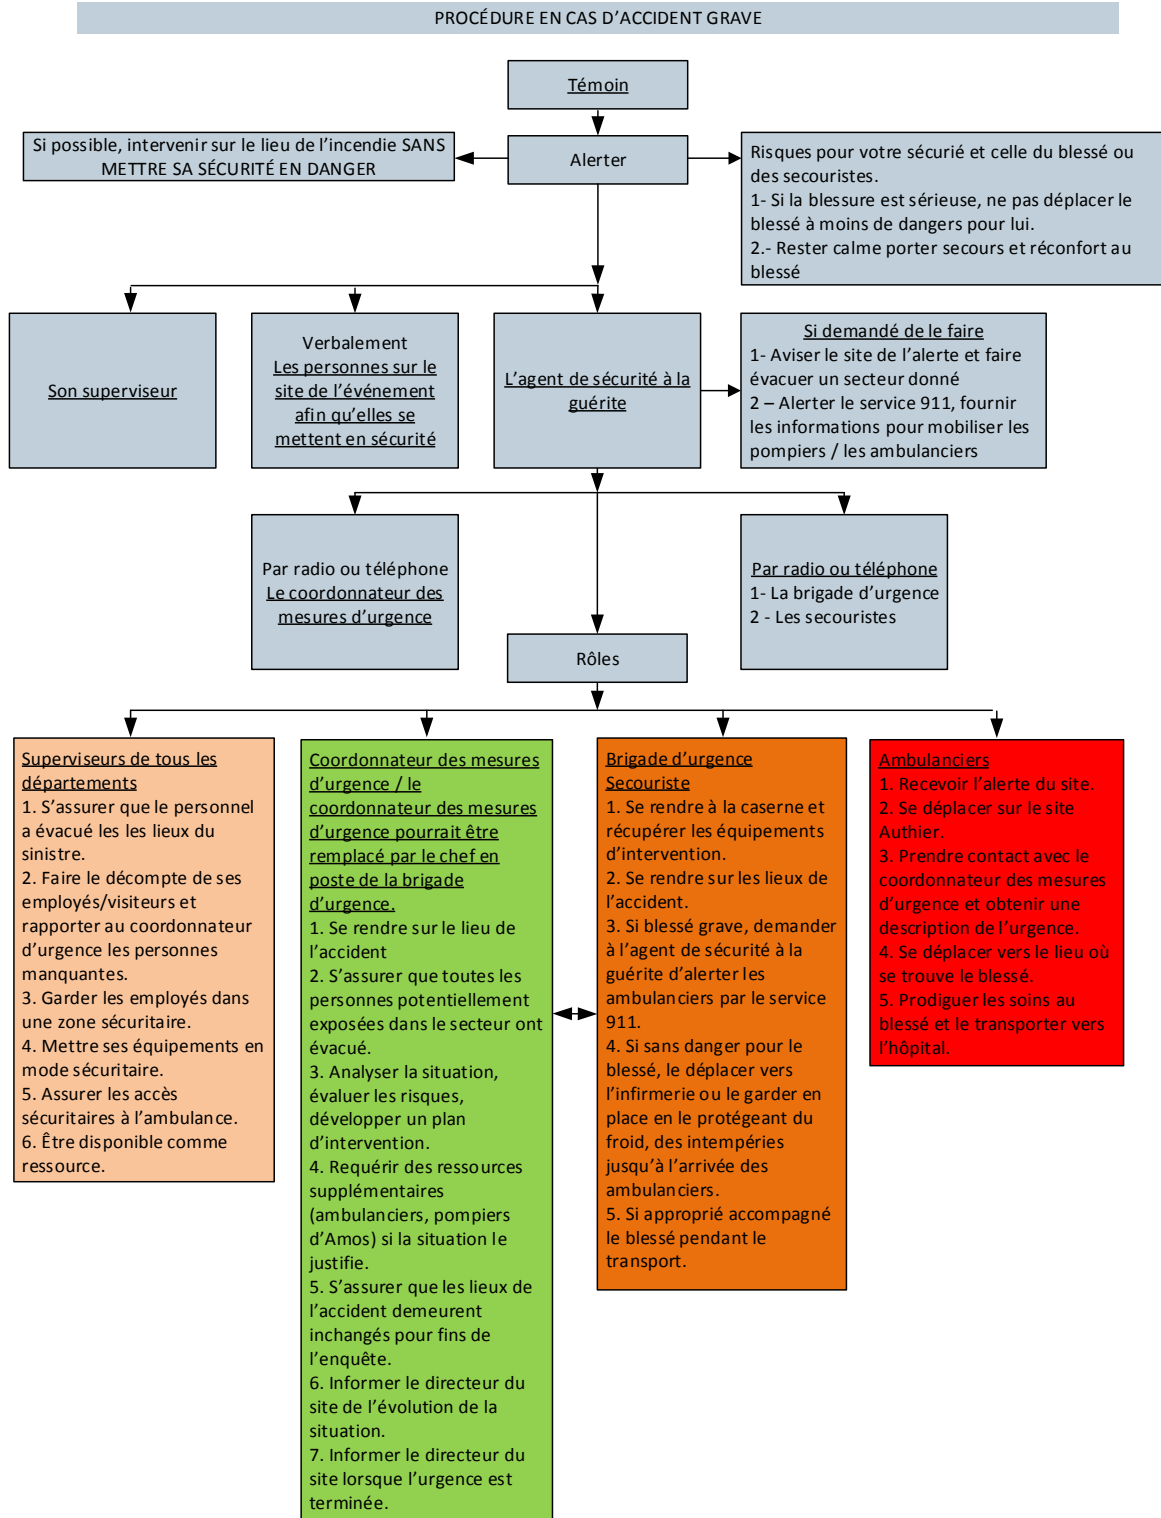 PROCÉDURE EN CAS D’ACCIDENT GRAVE
Témoin
Si possible, intervenir sur le lieu de l’incendie SANS
METTRE SA SÉCURITÉ EN DANGER
Alerter
Risques pour votre sécurié et celle du blessé ou
des secouristes.
1- Si la blessure est sérieuse, ne pas déplacer le
blessé à moins de dangers pour lui.
2.- Rester calme porter secours et réconfort au
blessé
Son superviseur
Verbalement
Les personnes sur le
site de l’événement
afin qu’elles se
mettent en sécurité
L’agent de sécurité à la
guérite
Si demandé de le faire
1- Aviser le site de l’alerte et faire
évacuer un secteur donné
2 – Alerter le service 911, fournir
les informations pour mobiliser les
pompiers / les ambulanciers
Par radio ou téléphone
Le coordonnateur des
mesures d’urgence
Par radio ou téléphone
1- La brigade d’urgence
2 - Les secouristes
Rôles
Superviseurs de tous les
départements
1. S’assurer que le personnel
a évacué les les lieux du
sinistre.
2. Faire le décompte de ses
employés/visiteurs et
rapporter au coordonnateur
d’urgence les personnes
manquantes.
3. Garder les employés dans
une zone sécuritaire.
4. Mettre ses équipements en
mode sécuritaire.
5. Assurer les accès
sécuritaires à l’ambulance.
6. Être disponible comme
ressource.
Coordonnateur des mesures
d’urgence / le
coordonnateur des mesures
d’urgence pourrait être
remplacé par le chef en
poste de la brigade
d’urgence.
1. Se rendre sur le lieu de
l’accident
2. S’assurer que toutes les
personnes potentiellement
exposées dans le secteur ont
évacué.
3. Analyser la situation,
évaluer les risques,
développer un plan
d’intervention.
4. Requérir des ressources
supplémentaires
(ambulanciers, pompiers
d’Amos) si la situation le
justifie.
5. S’assurer que les lieux de
l’accident demeurent
inchangés pour fins de
l’enquête.
6. Informer le directeur du
site de l’évolution de la
situation.
7. Informer le directeur du
site lorsque l’urgence est
terminée.
Brigade d’urgence
Secouriste
1. Se rendre à la caserne et
récupérer les équipements
d’intervention.
2. Se rendre sur les lieux de
l’accident.
3. Si blessé grave, demander
à l’agent de sécurité à la
guérite d’alerter les
ambulanciers par le service
911.
4. Si sans danger pour le
blessé, le déplacer vers
l’infirmerie ou le garder en
place en le protégeant du
froid, des intempéries
jusqu’à l’arrivée des
ambulanciers.
5. Si approprié accompagné
le blessé pendant le
transport.
Ambulanciers
1. Recevoir l’alerte du site.
2. Se déplacer sur le site
Authier.
3. Prendre contact avec le
coordonnateur des mesures
d’urgence et obtenir une
description de l’urgence.
4. Se déplacer vers le lieu où
se trouve le blessé.
5. Prodiguer les soins au
blessé et le transporter vers
l’hôpital.